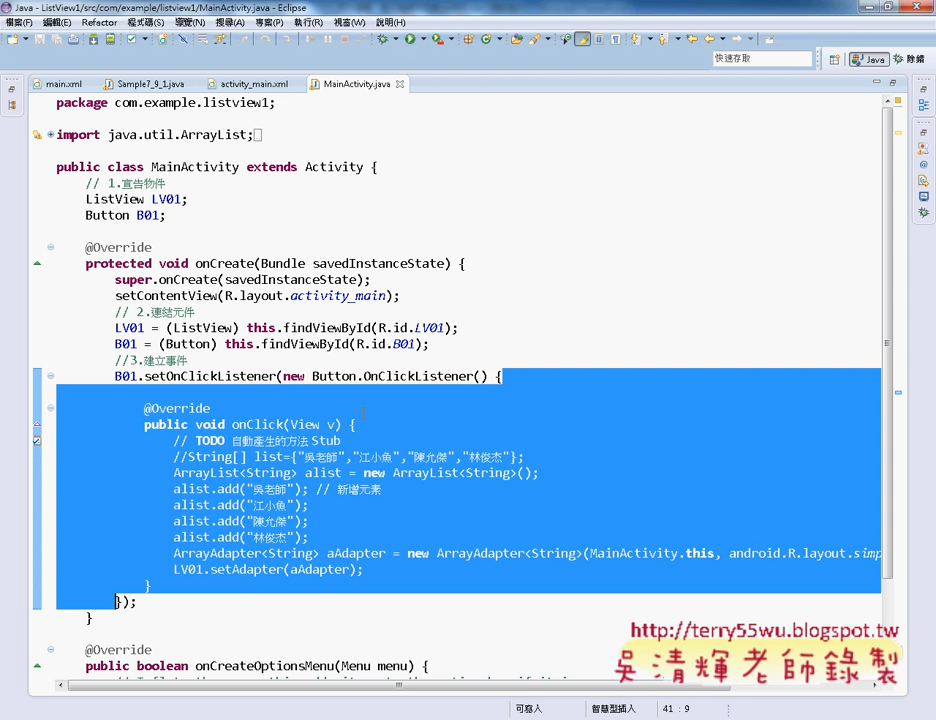 Java - ListView1/src/com/example/listview1/MainActivity.java - Eclipse
檔案(F) 編輯(E) Refactor 程式碼(S) 導覽(N) 搜尋(A) 專案(P) 執行(R) 視窗(W) 說明(H)
快速存取
Java
除錯
main.xml Sample7_9_1.java activity_main.xml MainActivity.java
package com.example.listview1;
import java.util.ArrayList;
public class MainActivity extends Activity {
// 1.宣告物件
ListView LV01;
Button B01;
@Override
protected void onCreate(Bundle savedInstanceState) {
super.onCreate(savedInstanceState);
setContentView(R.layout.activity_main);
// 2.連結元件
LV01 = (ListView) this.findViewById(R.id.LV01);
B01 = (Button) this.findViewById(R.id.B01);
//3.建立事件
B01.setOnClickListener(new Button.OnClickListener() {
@Override
public void onClick(View v) {
// TODO 自動產生的方法 Stub
//String[] list={"吳老師","江小魚","陳允傑","林俊杰"};
ArrayList<String> alist = new ArrayList<String>();
alist.add("吳老師"); // 新增元素
alist.add("江小魚");
alist.add("陳允傑");
alist.add("林俊杰");
ArrayAdapter<String> aAdapter = new ArrayAdapter<String>(MainActivity.this, android.R.layout.simp
LV01.setAdapter(aAdapter);
}
});
}
@Override
public boolean onCreateOptionsMenu(Menu menu) {
http://terry55wu.blogspot.tw
吳清輝老師錄製
可寫入 智慧型插入 41 : 9